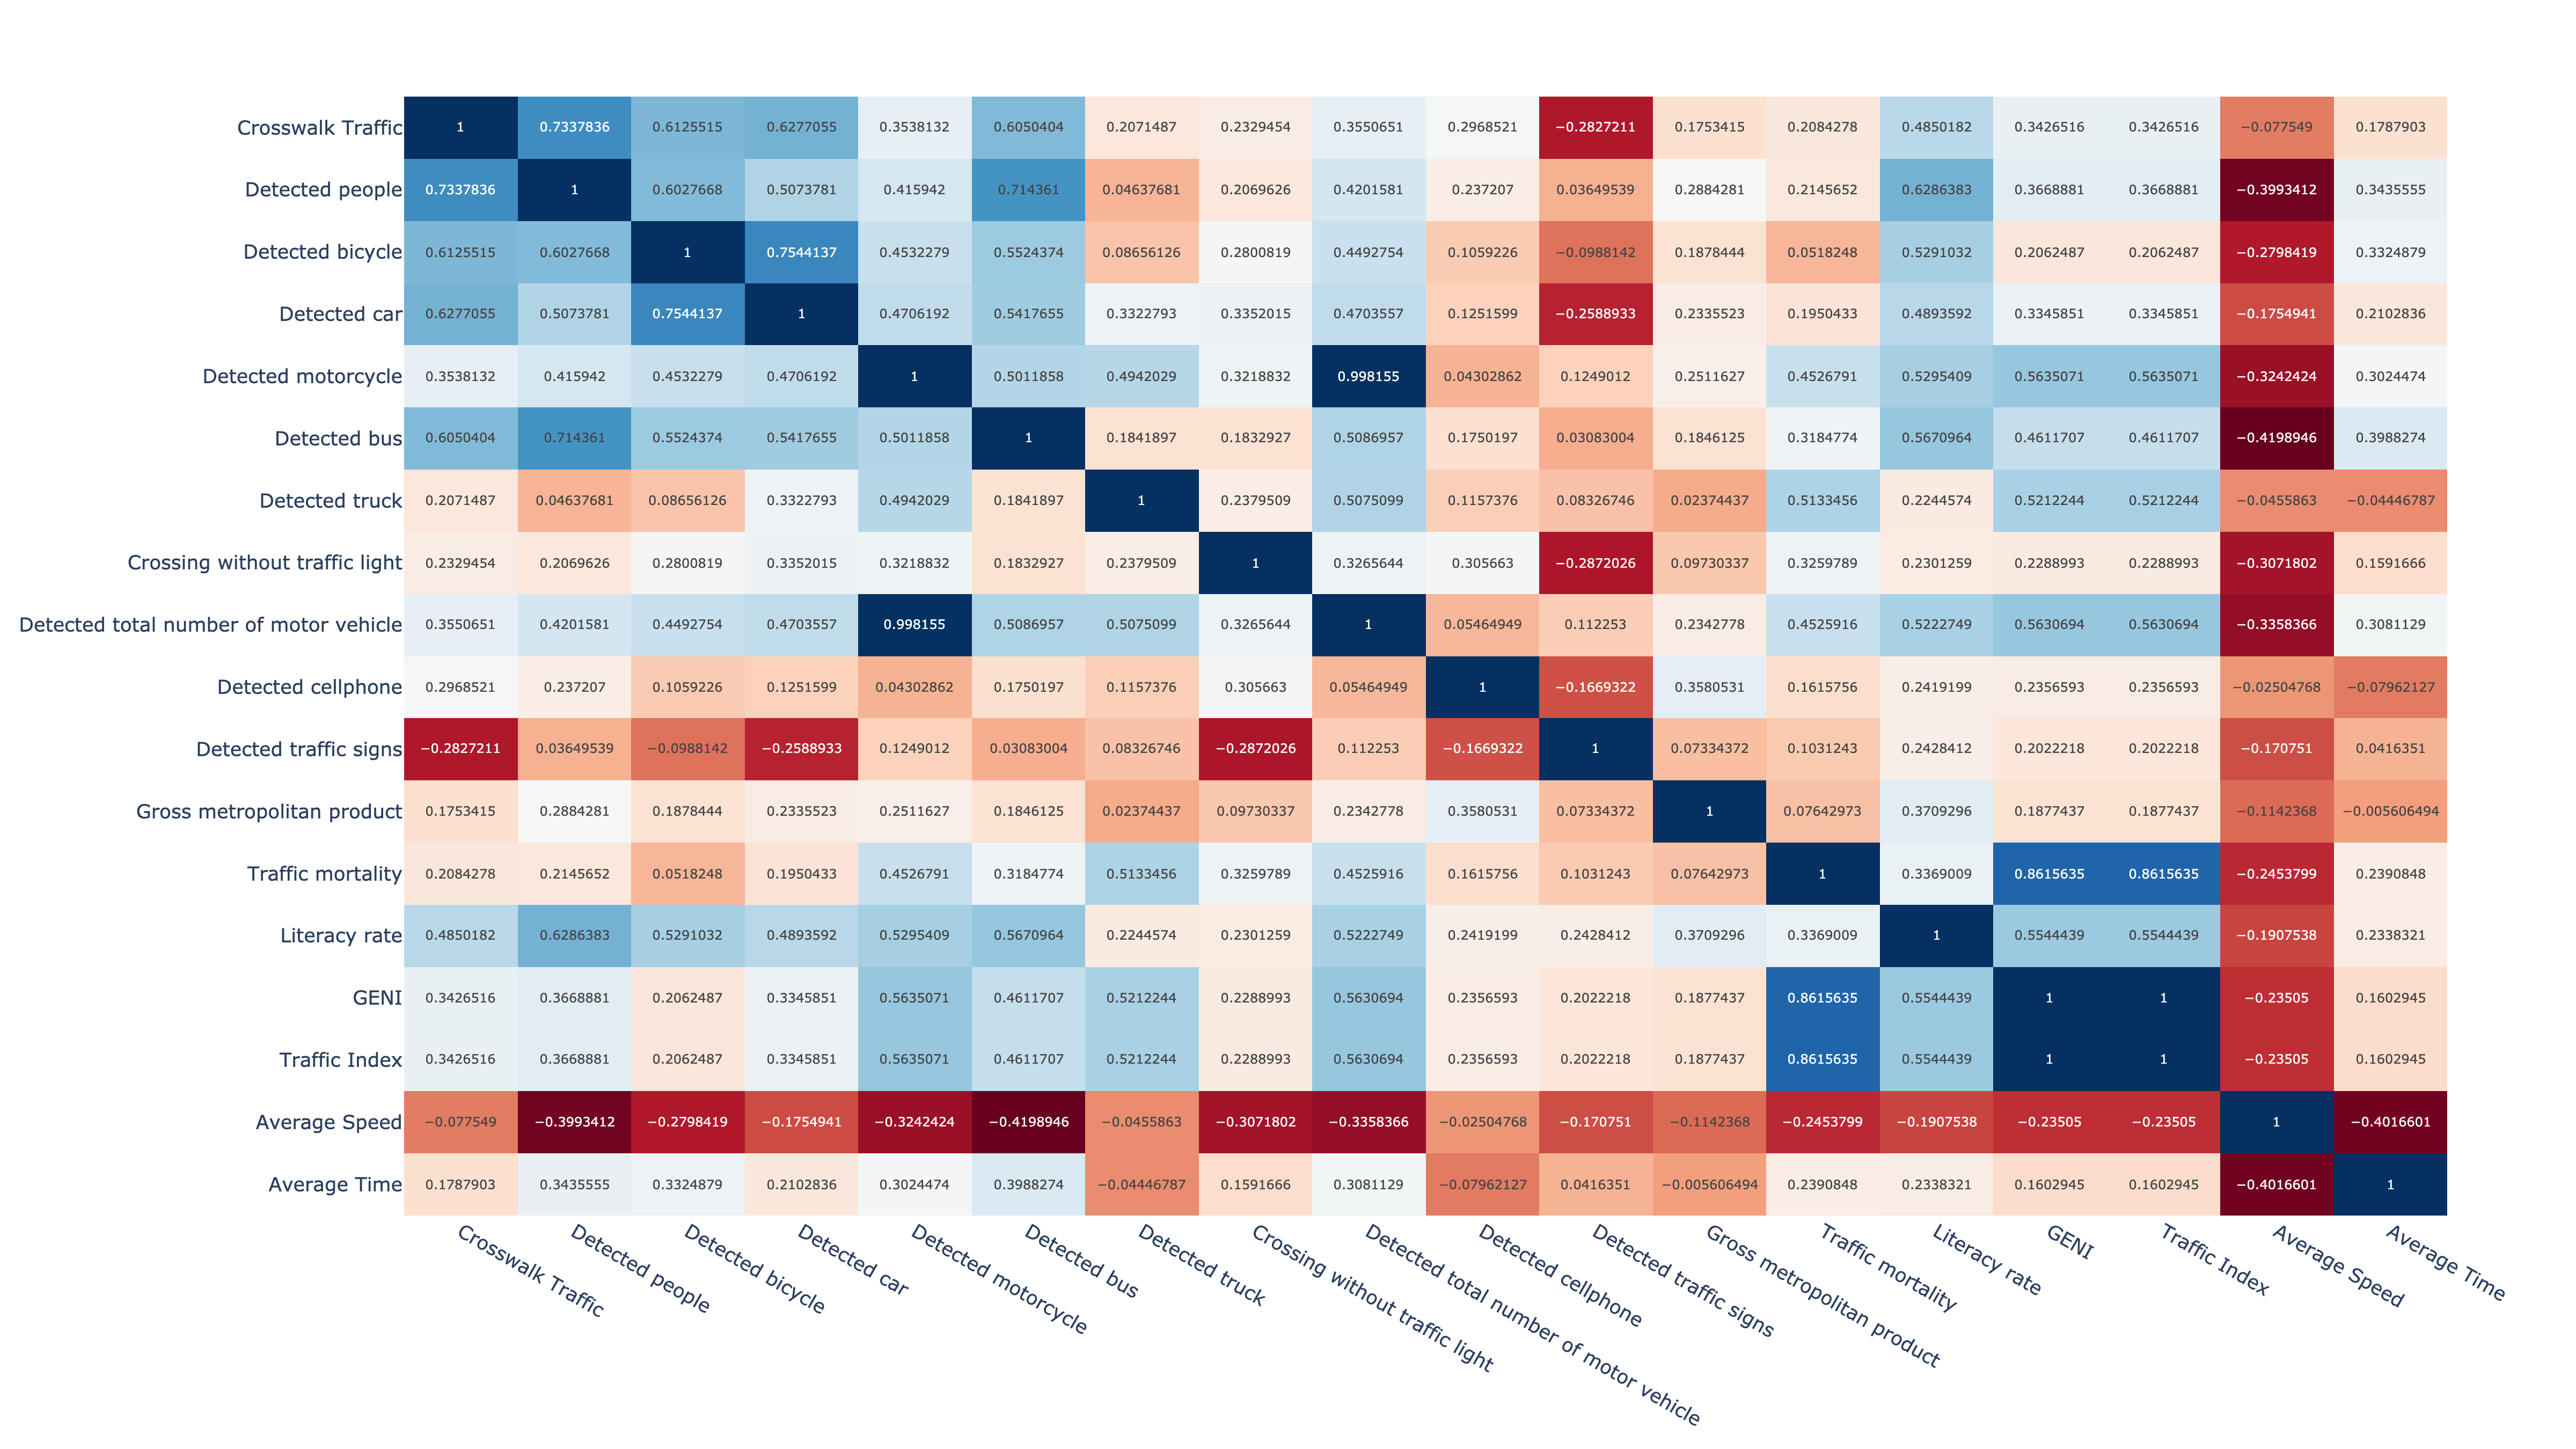 Crosswalk Traffic 1 0.7337836 0.6125515 0.6277055 0.3538132 0.6050404 0.2071487 0.2329454 0.3550651 0.2968521 −0.2827211 0.1753415 0.2084278 0.4850182 0.3426516 0.3426516 −0.077549 0.1787903
Detected people 0.7337836 1 0.6027668 0.5073781 0.415942 0.714361 0.04637681 0.2069626 0.4201581 0.237207 0.03649539 0.2884281 0.2145652 0.6286383 0.3668881 0.3668881 −0.3993412 0.3435555
Detected bicycle 0.6125515 0.6027668 1 0.7544137 0.4532279 0.5524374 0.08656126 0.2800819 0.4492754 0.1059226 −0.0988142 0.1878444 0.0518248 0.5291032 0.2062487 0.2062487 −0.2798419 0.3324879
Detected car 0.6277055 0.5073781 0.7544137 1 0.4706192 0.5417655 0.3322793 0.3352015 0.4703557 0.1251599 −0.2588933 0.2335523 0.1950433 0.4893592 0.3345851 0.3345851 −0.1754941 0.2102836
Detected motorcycle 0.3538132 0.415942 0.4532279 0.4706192 1 0.5011858 0.4942029 0.3218832 0.998155 0.04302862 0.1249012 0.2511627 0.4526791 0.5295409 0.5635071 0.5635071 −0.3242424 0.3024474
Detected bus 0.6050404 0.714361 0.5524374 0.5417655 0.5011858 1 0.1841897 0.1832927 0.5086957 0.1750197 0.03083004 0.1846125 0.3184774 0.5670964 0.4611707 0.4611707 −0.4198946 0.3988274
Detected truck 0.2071487 0.04637681 0.08656126 0.3322793 0.4942029 0.1841897 1 0.2379509 0.5075099 0.1157376 0.08326746 0.02374437 0.5133456 0.2244574 0.5212244 0.5212244 −0.0455863 −0.04446787
Crossing without traffic light 0.2329454 0.2069626 0.2800819 0.3352015 0.3218832 0.1832927 0.2379509 1 0.3265644 0.305663 −0.2872026 0.09730337 0.3259789 0.2301259 0.2288993 0.2288993 −0.3071802 0.1591666
Detected total number of motor vehicle 0.3550651 0.4201581 0.4492754 0.4703557 0.998155 0.5086957 0.5075099 0.3265644 1 0.05464949 0.112253 0.2342778 0.4525916 0.5222749 0.5630694 0.5630694 −0.3358366 0.3081129
Detected cellphone 0.2968521 0.237207 0.1059226 0.1251599 0.04302862 0.1750197 0.1157376 0.305663 0.05464949 1 −0.1669322 0.3580531 0.1615756 0.2419199 0.2356593 0.2356593 −0.02504768 −0.07962127
Detected traffic signs −0.2827211 0.03649539 −0.0988142 −0.2588933 0.1249012 0.03083004 0.08326746 −0.2872026 0.112253 −0.1669322 1 0.07334372 0.1031243 0.2428412 0.2022218 0.2022218 −0.170751 0.0416351
Gross metropolitan product 0.1753415 0.2884281 0.1878444 0.2335523 0.2511627 0.1846125 0.02374437 0.09730337 0.2342778 0.3580531 0.07334372 1 0.07642973 0.3709296 0.1877437 0.1877437 −0.1142368 −0.005606494
Traffic mortality 0.2084278 0.2145652 0.0518248 0.1950433 0.4526791 0.3184774 0.5133456 0.3259789 0.4525916 0.1615756 0.1031243 0.07642973 1 0.3369009 0.8615635 0.8615635 −0.2453799 0.2390848
Literacy rate 0.4850182 0.6286383 0.5291032 0.4893592 0.5295409 0.5670964 0.2244574 0.2301259 0.5222749 0.2419199 0.2428412 0.3709296 0.3369009 1 0.5544439 0.5544439 −0.1907538 0.2338321
GENI 0.3426516 0.3668881 0.2062487 0.3345851 0.5635071 0.4611707 0.5212244 0.2288993 0.5630694 0.2356593 0.2022218 0.1877437 0.8615635 0.5544439 1 1 −0.23505 0.1602945
Traffic Index 0.3426516 0.3668881 0.2062487 0.3345851 0.5635071 0.4611707 0.5212244 0.2288993 0.5630694 0.2356593 0.2022218 0.1877437 0.8615635 0.5544439 1 1 −0.23505 0.1602945
Average Speed −0.077549 −0.3993412 −0.2798419 −0.1754941 −0.3242424 −0.4198946 −0.0455863 −0.3071802 −0.3358366 −0.02504768 −0.170751 −0.1142368 −0.2453799 −0.1907538 −0.23505 −0.23505 1 −0.4016601
Average Time 0.1787903 0.3435555 0.3324879 0.2102836 0.3024474 0.3988274 −0.04446787 0.1591666 0.3081129 −0.07962127 0.0416351 −0.005606494 0.2390848 0.2338321 0.1602945 0.1602945 −0.4016601 1
Crosswalk Traffic
Detected people
Detected bicycle
Detected car
Detected motorcycle
Detected bus
Detected truck
Crossing without traffic light
Detected total number of motor vehicle
Detected cellphone
Detected traffic signs
Gross metropolitan product
Traffic mortality
Literacy rate
GENI
Traffic Index
Average Speed
Average Time